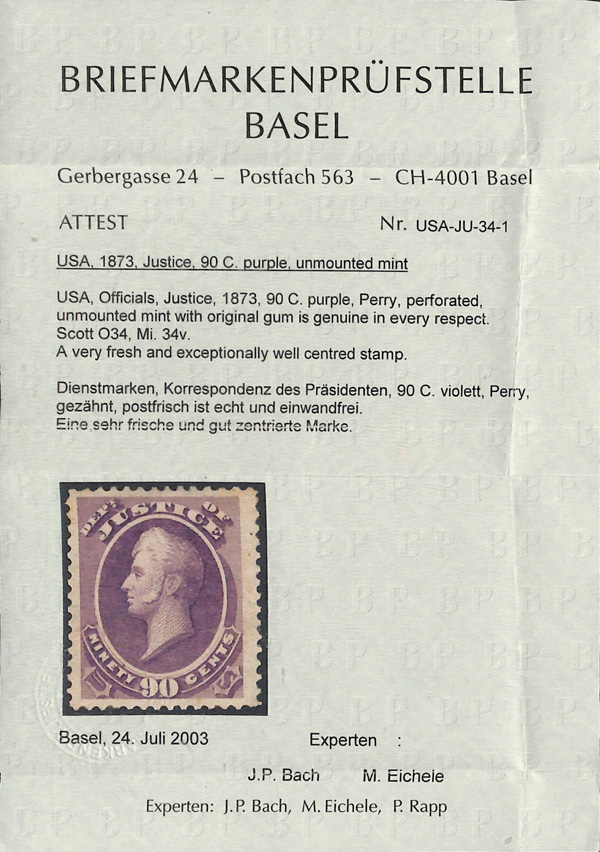 BRIEFMARKENPRÜFSTELLE
BASEL
Gerbergasse 24 – Postfach 563 – CH-4001 Basel
ATTEST Nr. USA-JU-34-1
USA, 1873, Justice, 90 C. purple, unmounted mint
USA, Officials, Justice, 1873, 90 C. purple, Perry, perforated,
unmounted mint with original gum is genuine in every respect.
Scott O34, Mi. 34v.
A very fresh and exceptionally well centred stamp.
Dienstmarken, Korrespondenz des Präsidenten, 90 C. violett, Perry,
gezähnt, postfrisch ist echt und einwandfrei.
Eine sehr frische und gut zentrierte Marke.
DEPT. OF
JUSTICE
NINETY 90 CENTS
U S
Basel, 24. Juli 2003 Experten :
J.P. Bach M. Eichele
Experten: J.P. Bach, M. Eichele, P. Rapp